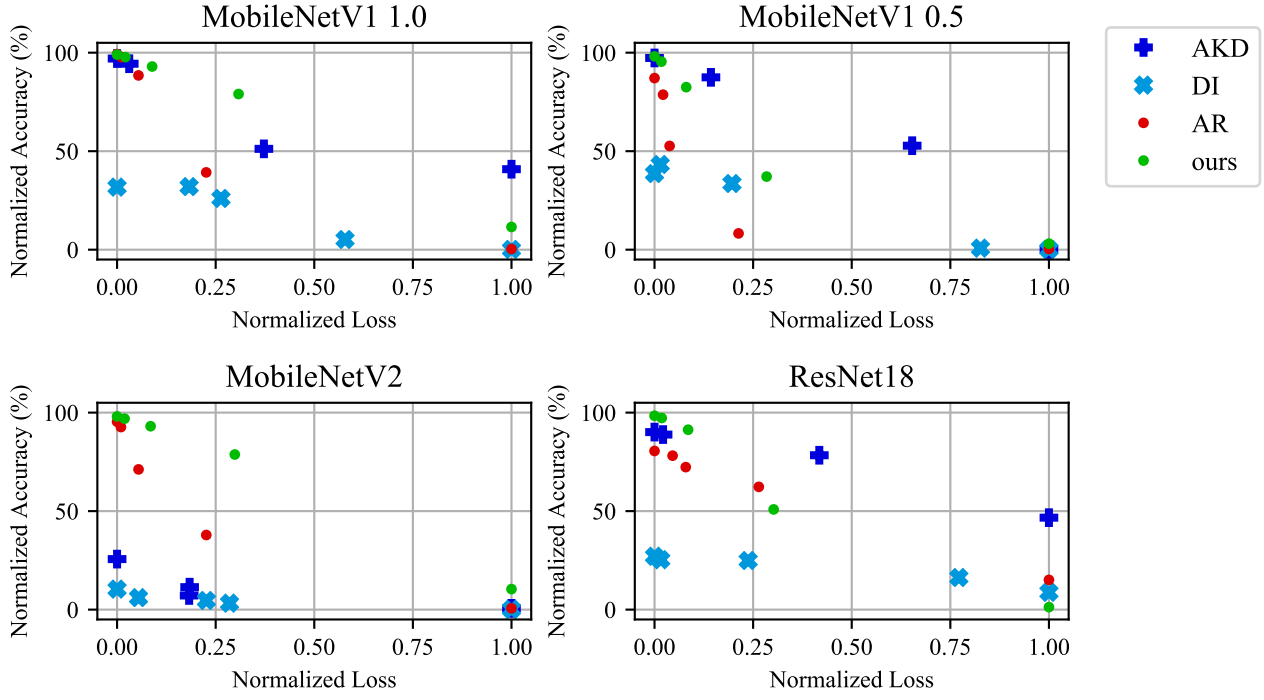 MobileNetV1 1.0
Normalized Accuracy (%)
100
50
0
0.00 0.25 0.50 0.75 1.00
Normalized Loss
MobileNetV1 0.5
Normalized Accuracy (%)
100
50
0
0.00 0.25 0.50 0.75 1.00
Normalized Loss
AKD
DI
AR
ours
MobileNetV2
Normalized Accuracy (%)
100
50
0
0.00 0.25 0.50 0.75 1.00
Normalized Loss
ResNet18
Normalized Accuracy (%)
100
50
0
0.00 0.25 0.50 0.75 1.00
Normalized Loss